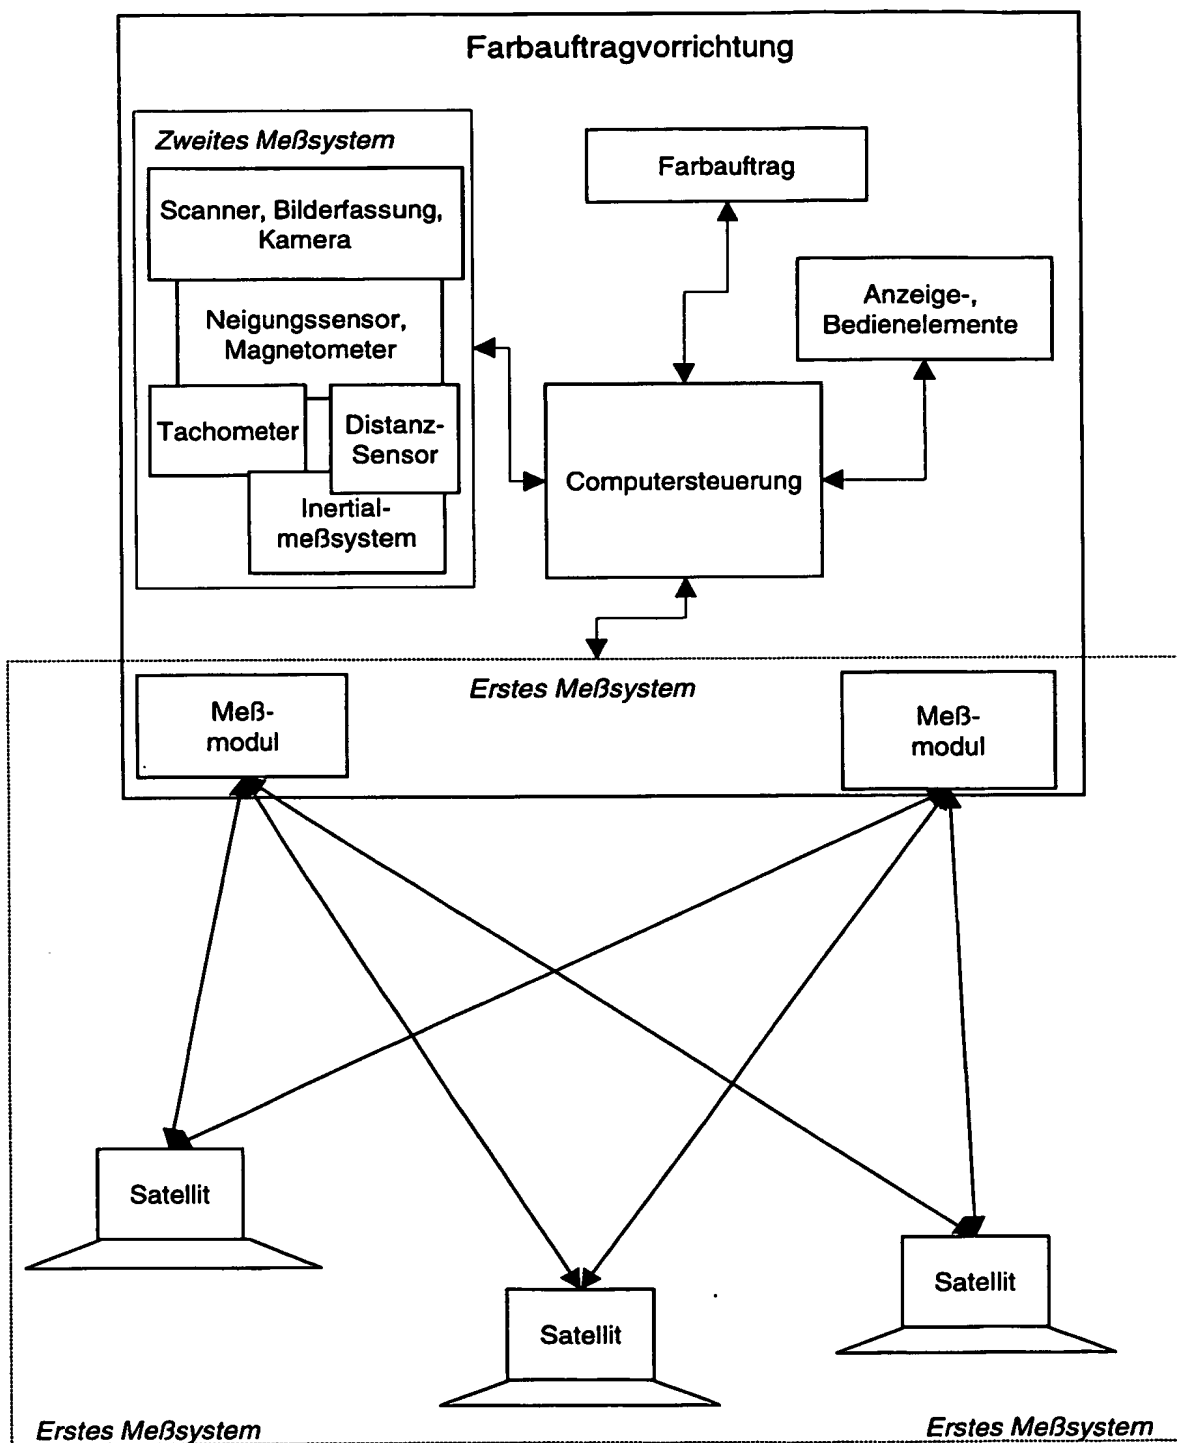 Farbauftragvorrichtung
Zweites Meßsystem
Scanner, Bilderfassung,
Kamera
Neigungssensor,
Magnetometer
Tachometer
Distanz-
Sensor
Inertial-
meßsystem
Farbauftrag
Anzeige-,
Bedienelemente
Computersteuerung
Erstes Meßsystem
Meß-
modul
Meß-
modul
Satellit
Satellit
Satellit
Erstes Meßsystem
Erstes Meßsystem